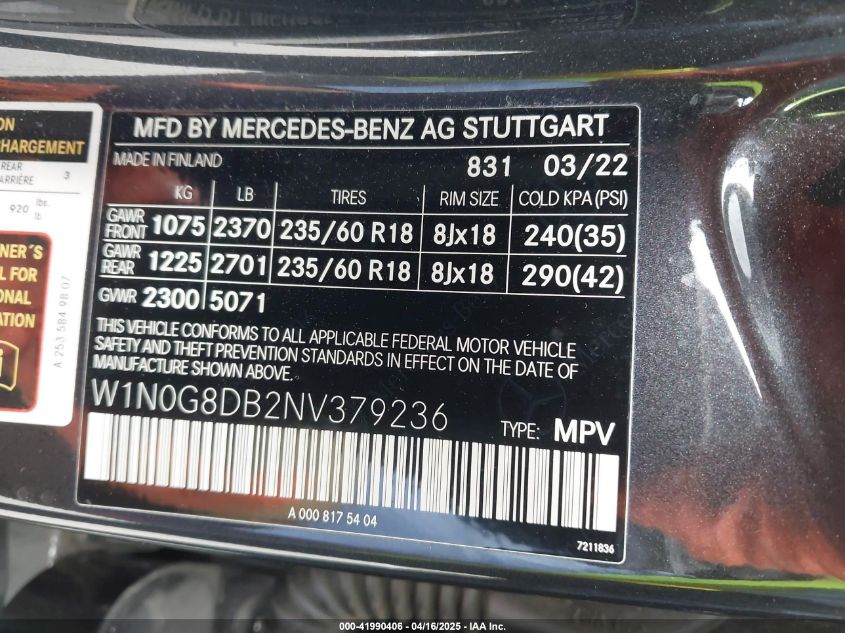 MFD BY MERCEDES-BENZ AG STUTTGART
MADE IN FINLAND 831 03/22
KG LB TIRES RIM SIZE COLD KPA (PSI)
GAWR FRONT 1075 2370 235/60 R18 8Jx18 240(35)
GAWR REAR 1225 2701 235/60 R18 8Jx18 290(42)
GVWR 2300 5071
THIS VEHICLE CONFORMS TO ALL APPLICABLE FEDERAL MOTOR VEHICLE
SAFETY AND THEFT PREVENTION STANDARDS IN EFFECT ON THE DATE OF
MANUFACTURE SHOWN ABOVE.
W1N0G8DB2NV379236
TYPE: MPV
A 000 817 54 04
7211836
ON
CHARGEMENT
REAR
ARRIÈRE 3
920 lbs. lb.
NER'S
L FOR
ONAL
ATION
A 253 584 98 07
000-41990406 - 04/16/2025 - IAA Inc.